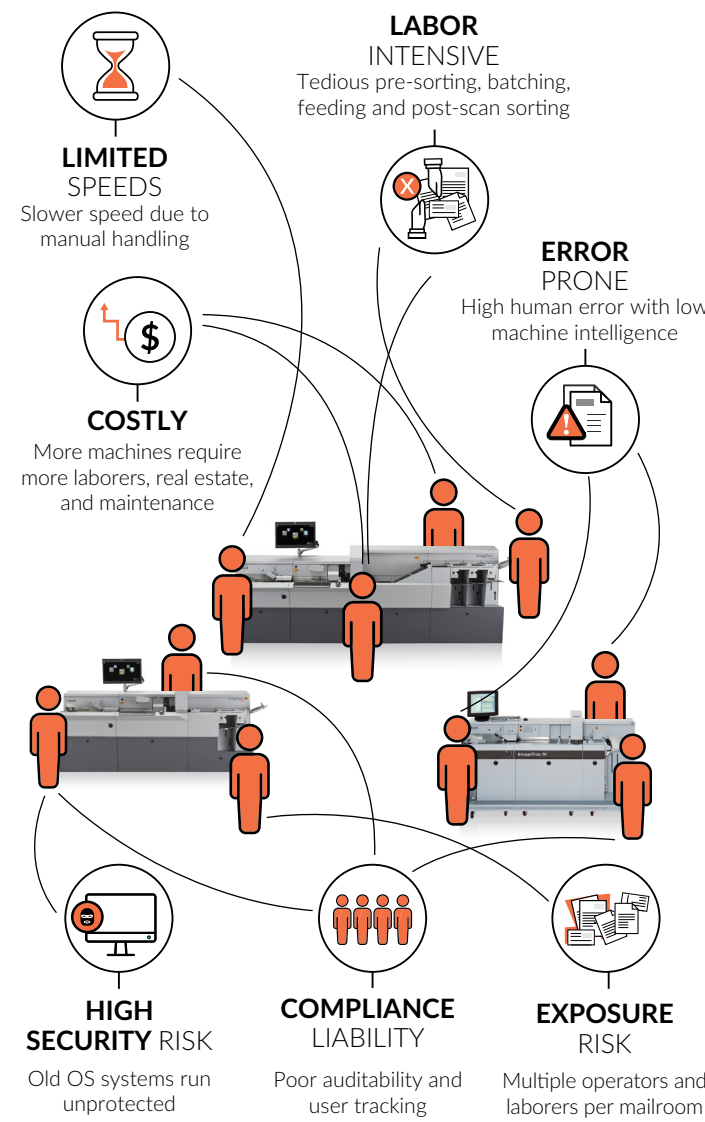 LABOR
INTENSIVE
Tedious pre-sorting, batching,
feeding and post-scan sorting
X
LIMITED
SPEEDS
Slower speed due to
manual handling
ERROR
PRONE
High human error with low
machine intelligence
$
COSTLY
More machines require
more laborers, real estate,
and maintenance
!
HIGH
SECURITY RISK
Old OS systems run
unprotected
COMPLIANCE
LIABILITY
Poor auditability and
user tracking
EXPOSURE
RISK
Multiple operators and
laborers per mailroom